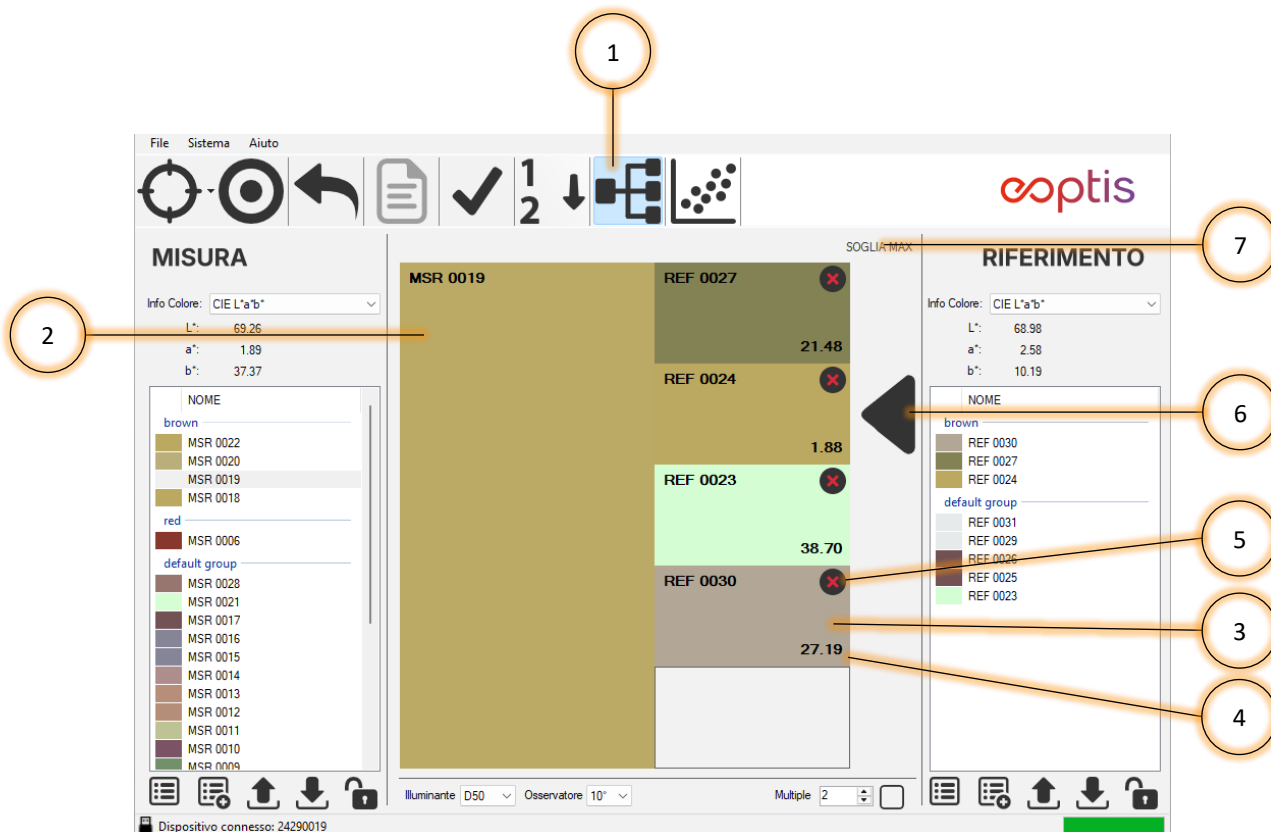 1
File Sistema Aiuto
1
2
eoptis
SOGLIA MAX
7
MISURA
RIFERIMENTO
MSR 0019
REF 0027
Info Colore: CIE L*a*b*
Info Colore: CIE L*a*b*
2
L*: 69.26
a*: 1.89
b*: 37.37
L*: 68.98
a*: 2.58
b*: 10.19
21.48
REF 0024
1.88
6
REF 0023
38.70
5
REF 0030
27.19
3
4
NOME
brown
MSR 0022
MSR 0020
MSR 0019
MSR 0018
red
MSR 0006
default group
MSR 0028
MSR 0021
MSR 0017
MSR 0016
MSR 0015
MSR 0014
MSR 0013
MSR 0012
MSR 0011
MSR 0010
MSR 0009
NOME
brown
REF 0030
REF 0027
REF 0024
default group
REF 0031
REF 0029
REF 0026
REF 0025
REF 0023
Illuminante D50 Osservatore 10° Multiple 2
Dispositivo connesso: 24290019